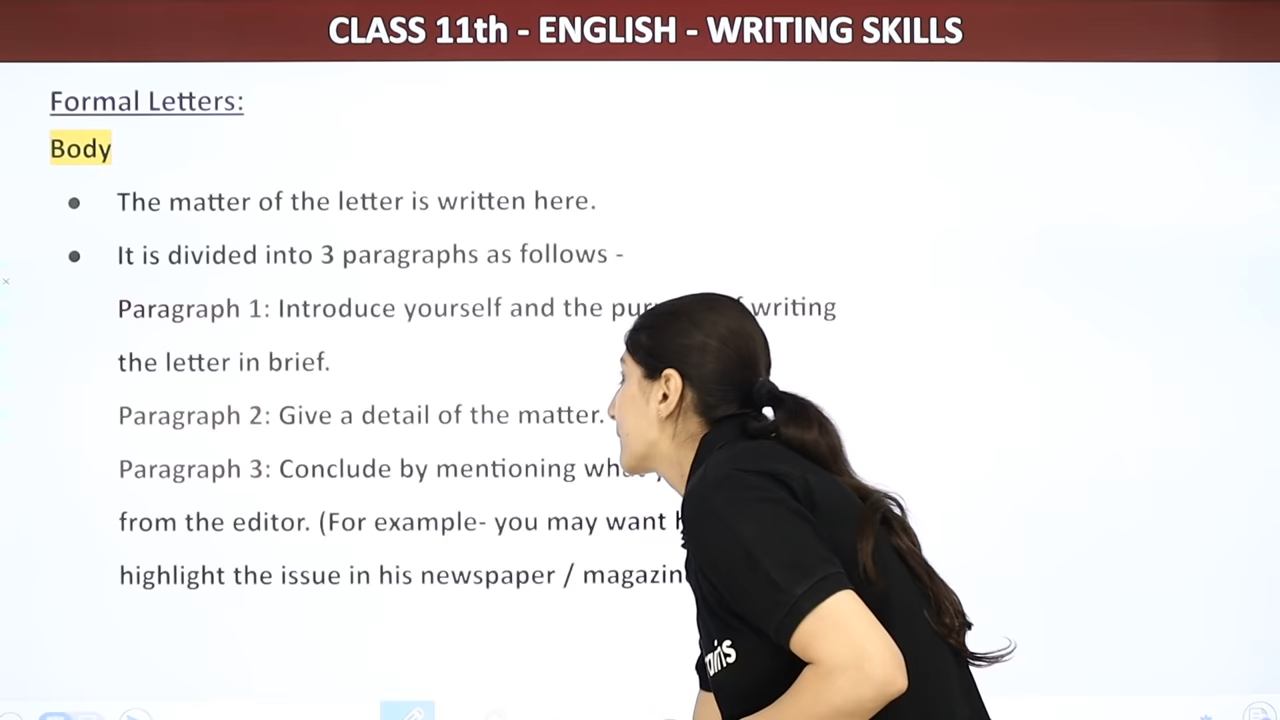 CLASS 11th - ENGLISH - WRITING SKILLS
Formal Letters:
Body
● The matter of the letter is written here.
● It is divided into 3 paragraphs as follows -
Paragraph 1: Introduce yourself and the writing
the letter in brief.
Paragraph 2: Give a detail of the matter.
Paragraph 3: Conclude by mentioning
from the editor. (For example- you may want
highlight the issue in his newspaper /